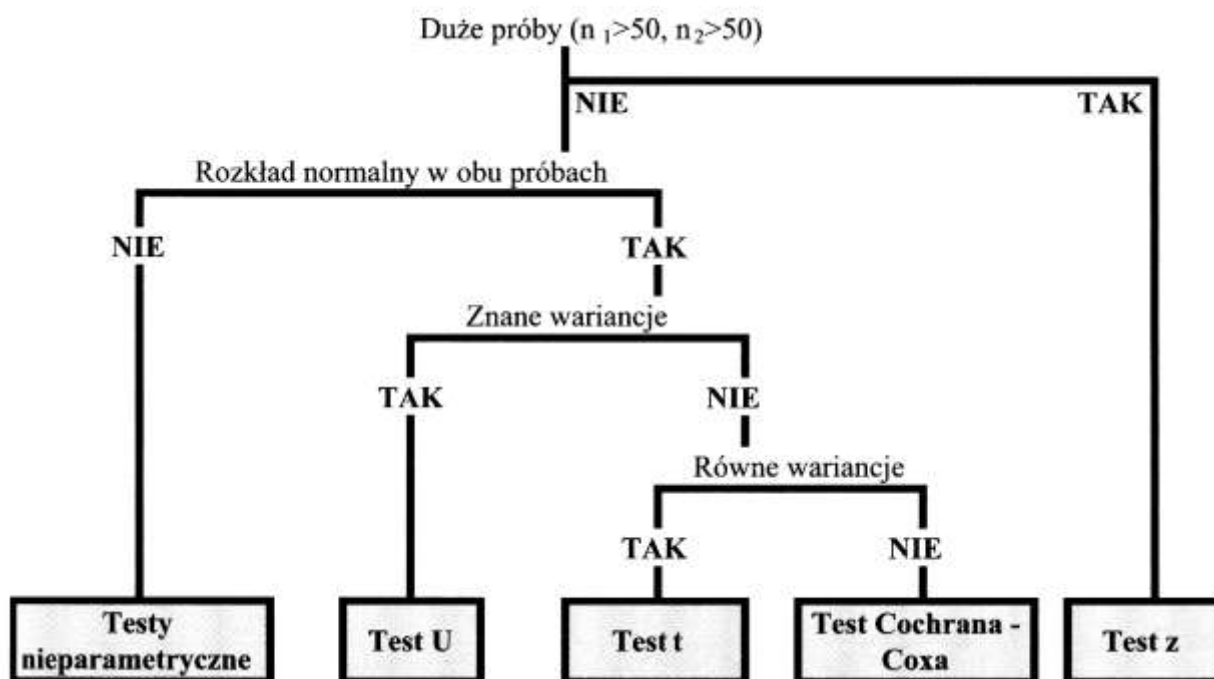 Duże próby (n 1>50, n2>50)
NIE
TAK
Rozkład normalny w obu próbach
NIE
TAK
Znane wariancje
TAK
NIE
Równe wariancje
TAK
NIE
Testy
nieparametryczne
Test U
Test t
Test Cochrana -
Coxa
Test z